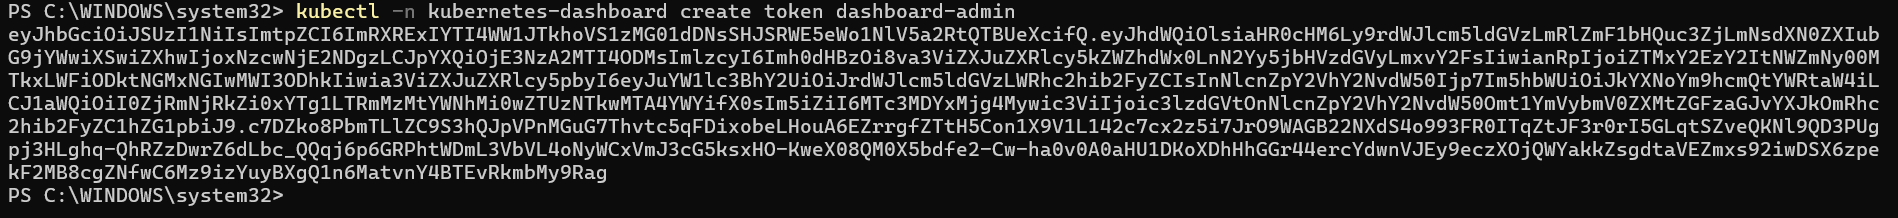 PS C:\WINDOWS\system32> kubectl -n kubernetes-dashboard create token dashboard-admin
eyJhbGciOiJSUzI1NiIsImtpZCI6ImRXRExIYTI4WW1JTkhoVS1zMG01dDNsSHJSRWE5eWo1NlV5a2RtQTBUeXcifQ.eyJhdWQiOlsiaHR0cHM6Ly9rdWJlcm5ldGVzLmRlZmF1bHQuc3ZjLmNsdXN0ZXIub
G9jYWwiXSwiZXhwIjoxNzcwNjE2NDgzLCJpYXQiOjE3NzA2MTI4ODMsImlzcyI6Imh0dHBzOi8va3ViZXJuZXRlcy5kZWZhdWx0LnN2Yy5jbHVzdGVyLmxvY2FsIiwianRpIjoiZTMxY2EzY2ItNWZmNy00M
TkxLWFiODktNGMxNGIwMWI3ODhkIiwia3ViZXJuZXRlcy5pbyI6eyJuYW1lc3BhY2UiOiJrdWJlcm5ldGVzLWRhc2hib2FyZCIsInNlcnZpY2VhY2NvdW50Ijp7Im5hbWUiOiJkYXNoYm9hcmQtYWRtaW4iL
CJ1aWQiOiI0ZjRmNjRkZi0xYTg1LTRmMzMtYWNhMi0wZTUzNTkwMTA4YWYifX0sIm5iZiI6MTc3MDYxMjg4Mywic3ViIjoic3lzdGVtOnNlcnZpY2VhY2NvdW50Omt1YmVybmV0ZXMtZGFzaGJvYXJkOmRhc
2hib2FyZC1hZG1pbiJ9.c7DZko8PbmTLlZC9S3hQJpVPnMGuG7Thvtc5qFDixobeLHouA6EZrrgfZTtH5Con1X9V1L142c7cx2z5i7JrO9WAGB22NXdS4o993FR0ITqZtJF3r0rI5GLqtSZveQKNl9QD3PUg
pj3HLghq-QhRZzDwrZ6dLbc_QQqj6p6GRPhtWDmL3VbVL4oNyWCxVmJ3cG5ksxHO-KweX08QM0X5bdfe2-Cw-ha0v0A0aHU1DKoXDhHhGGr44ercYdwnVJEy9eczXOjQWYakkZsgdtaVEZmxs92iwDSX6zpe
kF2MB8cgZNfwC6Mz9izYuyBXgQ1n6MatvnY4BTEvRkmbMy9Rag
PS C:\WINDOWS\system32>